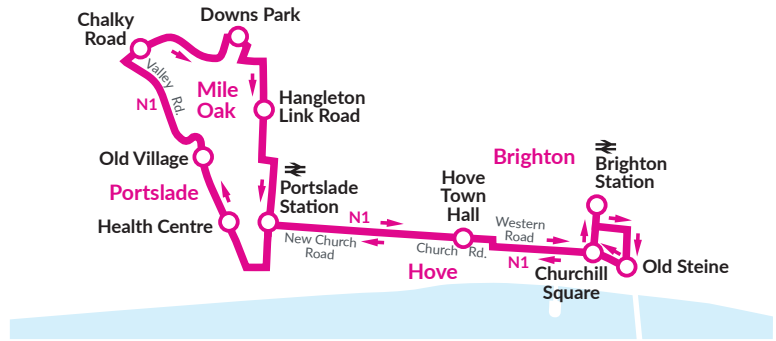 Downs Park
Chalky
Road
Valley Rd.
Mile
Oak
N1
Hangleton
Link Road
Old Village
Portslade
Health Centre
Portslade
Station
N1
New Church
Road
Hove
Town
Hall
Church Rd.
Hove
Western
Road
N1
Brighton
Brighton
Station
Churchill
Square
Old Steine